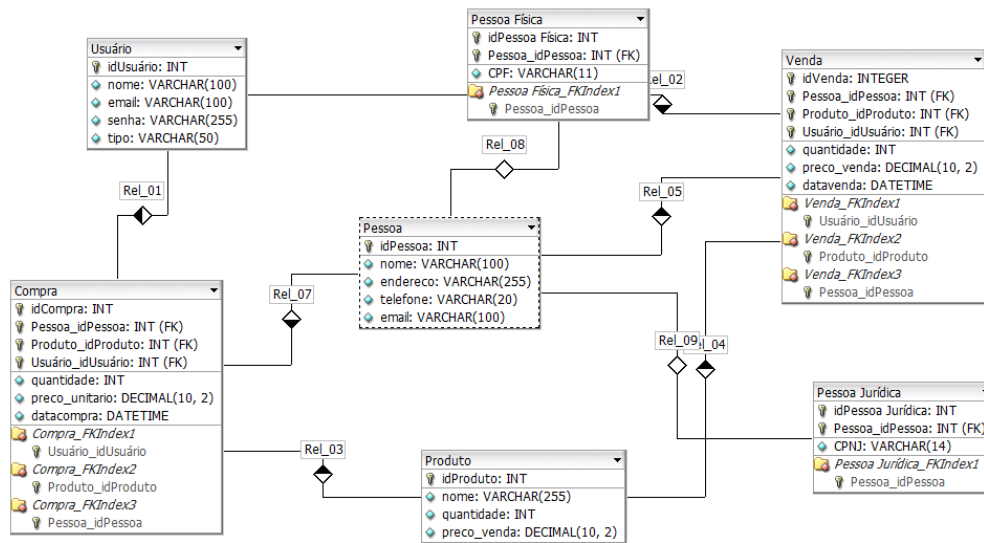 Usuário
idUsuário: INT
nome: VARCHAR(100)
email: VARCHAR(100)
senha: VARCHAR(255)
tipo: VARCHAR(50)
Pessoa Física
idPessoa Física: INT
Pessoa_idPessoa: INT (FK)
CPF: VARCHAR(11)
Pessoa Física_FKIndex1
Pessoa_idPessoa
Rel_02
Venda
idVenda: INTEGER
Pessoa_idPessoa: INT (FK)
Produto_idProduto: INT (FK)
Usuário_idUsuário: INT (FK)
quantidade: INT
preco_venda: DECIMAL(10, 2)
datavenda: DATETIME
Venda_FKIndex1
Usuário_idUsuário
Venda_FKIndex2
Produto_idProduto
Venda_FKIndex3
Pessoa_idPessoa
Rel_08
Rel_01
Rel_05
Pessoa
idPessoa: INT
nome: VARCHAR(100)
endereco: VARCHAR(255)
telefone: VARCHAR(20)
email: VARCHAR(100)
Rel_07
Compra
idCompra: INT
Pessoa_idPessoa: INT (FK)
Produto_idProduto: INT (FK)
Usuário_idUsuário: INT (FK)
quantidade: INT
preco_unitario: DECIMAL(10, 2)
datacompra: DATETIME
Compra_FKIndex1
Usuário_idUsuário
Compra_FKIndex2
Produto_idProduto
Compra_FKIndex3
Pessoa_idPessoa
Rel_09
Rel_04
Pessoa Jurídica
idPessoa Jurídica: INT
Pessoa_idPessoa: INT (FK)
CPNJ: VARCHAR(14)
Pessoa Jurídica_FKIndex1
Pessoa_idPessoa
Rel_03
Produto
idProduto: INT
nome: VARCHAR(255)
quantidade: INT
preco_venda: DECIMAL(10, 2)